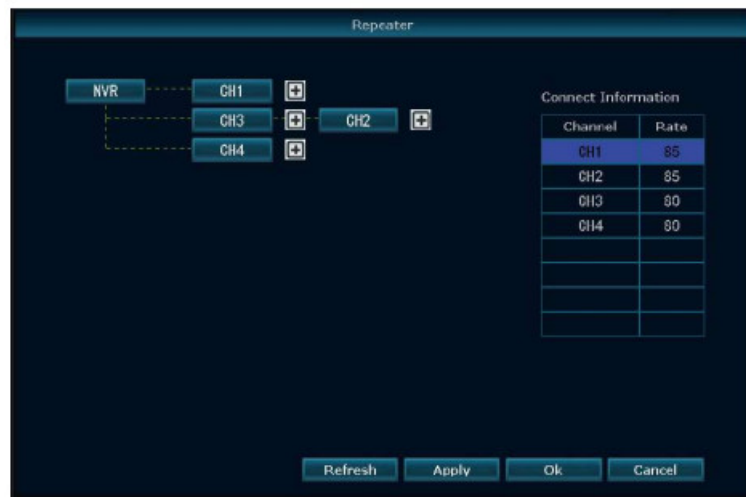 Repeater
NVR CH1
CH3 CH2
CH4
Connect Information
Channel Rate
CH1 85
CH2 85
CH3 80
CH4 80
Refresh Apply Ok Cancel